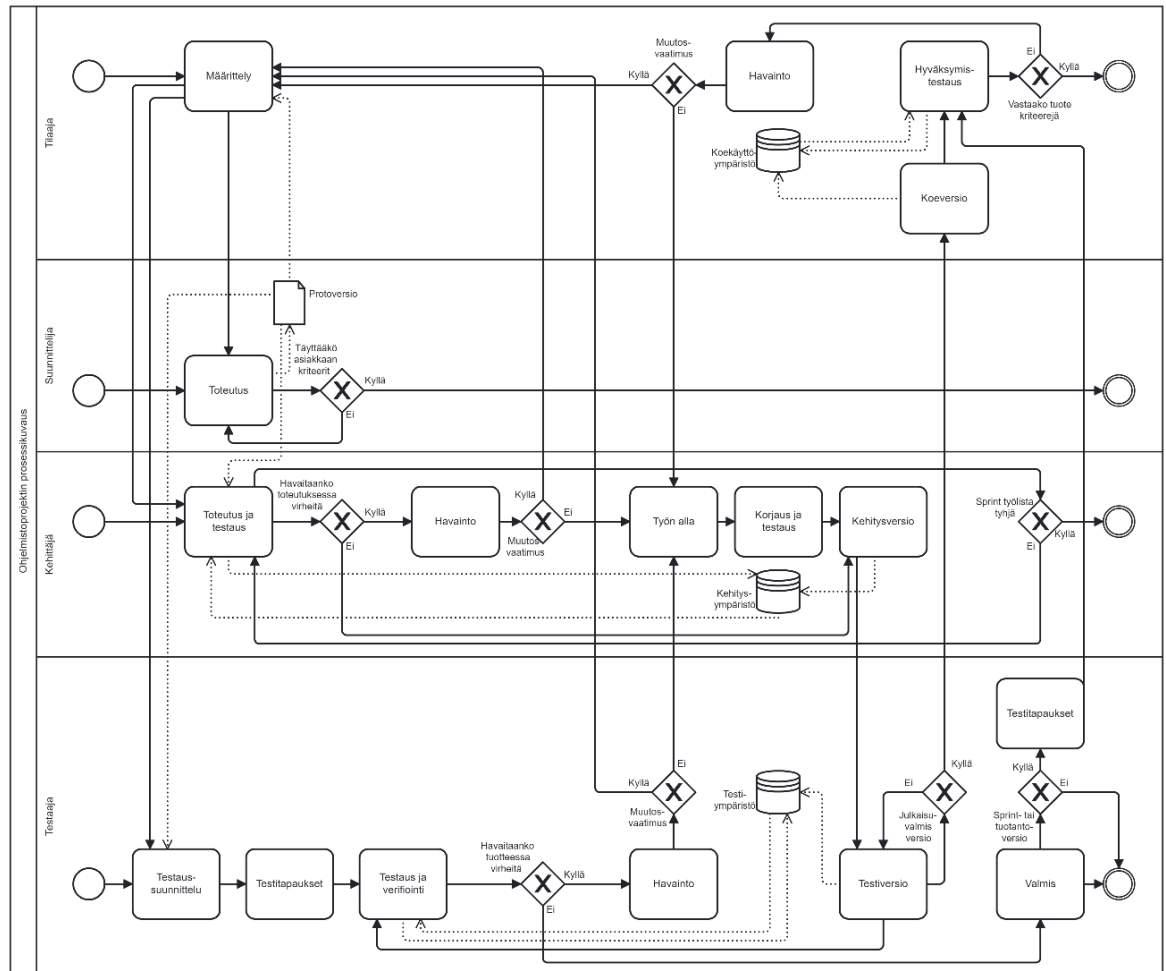 Ohjelmistoprojektin prosessikuvaus
Tilaaja
Määrittely
Muutos-
vaatimus
Kyllä
Ei
Havainto
Hyväksymis-
testaus
Ei
Kyllä
Vastaako tuote
kriteerejä
Koekäyttö-
ympäristö
Koeversio
Suunnittelija
Protoversio
Täyttääkö
asiakkaan
kriteerit
Toteutus
Kyllä
Ei
Kehittäjä
Toteutus ja
testaus
Havaitaanko
toteutuksessa
virheitä
Kyllä
Ei
Havainto
Kyllä
Ei
Muutos-
vaatimus
Työn alla
Korjaus ja
testaus
Kehitysversio
Sprint työlista
tyhjä
Kyllä
Ei
Kehitys-
ympäristö
Testaaja
Testaus-
suunnittelu
Testitapaukset
Testaus ja
verifiointi
Havaitaanko
tuotteessa
virheitä
Kyllä
Ei
Havainto
Ei
Kyllä
Muutos-
vaatimus
Testi-
ympäristö
Testiversio
Ei
Kyllä
Julkaisu-
valmis
versio
Testitapaukset
Kyllä
Ei
Sprint- tai
tuotanto-
versio
Valmis